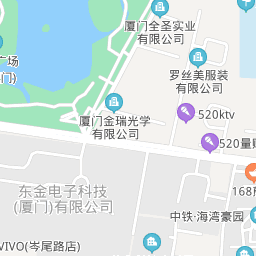 厦门全圣实业
有限公司
广场
门)
罗丝美服装
有限公司
厦门金瑞光学
有限公司
520ktv
520量
168
东金电子科技
(厦门)有限公司
中铁·海湾豪园
VIVO(岑尾路店)